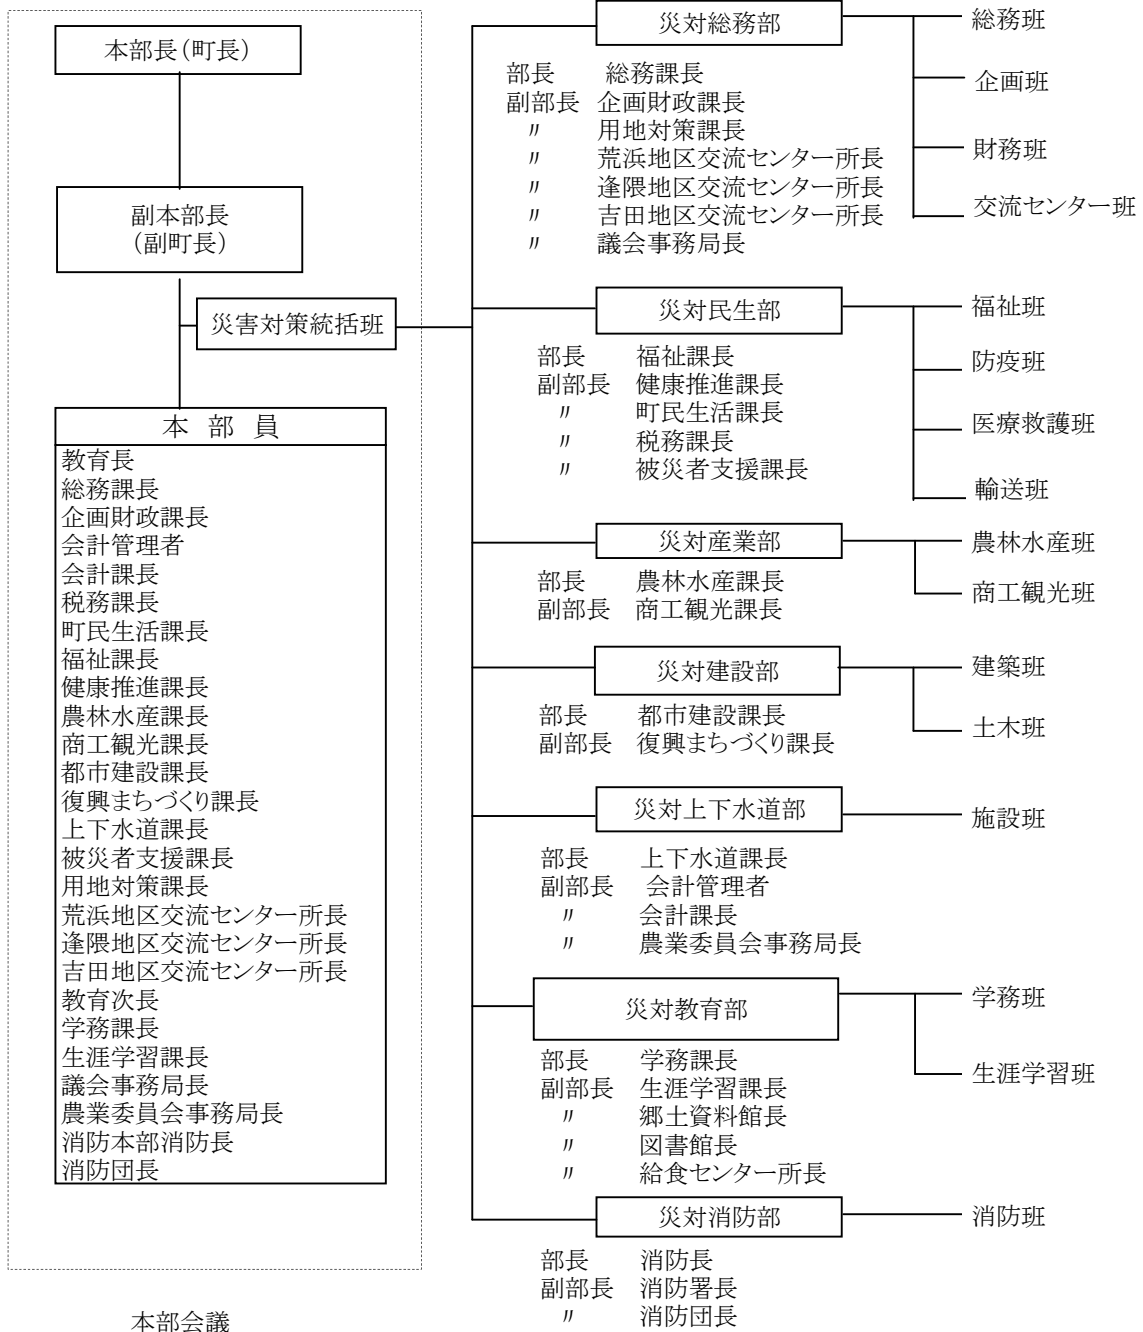 本部長（町長）
副本部長
（副町長）
災害対策統括班
本 部 員
教育長
総務課長
企画財政課長
会計管理者
会計課長
税務課長
町民生活課長
福祉課長
健康推進課長
農林水産課長
商工観光課長
都市建設課長
復興まちづくり課長
上下水道課長
被災者支援課長
用地対策課長
荒浜地区交流センター所長
逢隈地区交流センター所長
吉田地区交流センター所長
教育次長
学務課長
生涯学習課長
議会事務局長
農業委員会事務局長
消防本部消防長
消防団長
本部会議
災対総務部
部長 総務課長
副部長 企画財政課長
〃 用地対策課長
〃 荒浜地区交流センター所長
〃 逢隈地区交流センター所長
〃 吉田地区交流センター所長
〃 議会事務局長
総務班
企画班
財務班
交流センター班
災対民生部
部長 福祉課長
副部長 健康推進課長
〃 町民生活課長
〃 税務課長
〃 被災者支援課長
福祉班
防疫班
医療救護班
輸送班
災対産業部
部長 農林水産課長
副部長 商工観光課長
農林水産班
商工観光班
災対建設部
部長 都市建設課長
副部長 復興まちづくり課長
建築班
土木班
災対上下水道部
部長 上下水道課長
副部長 会計管理者
〃 会計課長
〃 農業委員会事務局長
施設班
災対教育部
部長 学務課長
副部長 生涯学習課長
〃 郷土資料館長
〃 図書館長
〃 給食センター所長
学務班
生涯学習班
災対消防部
部長 消防長
副部長 消防署長
〃 消防団長
消防班